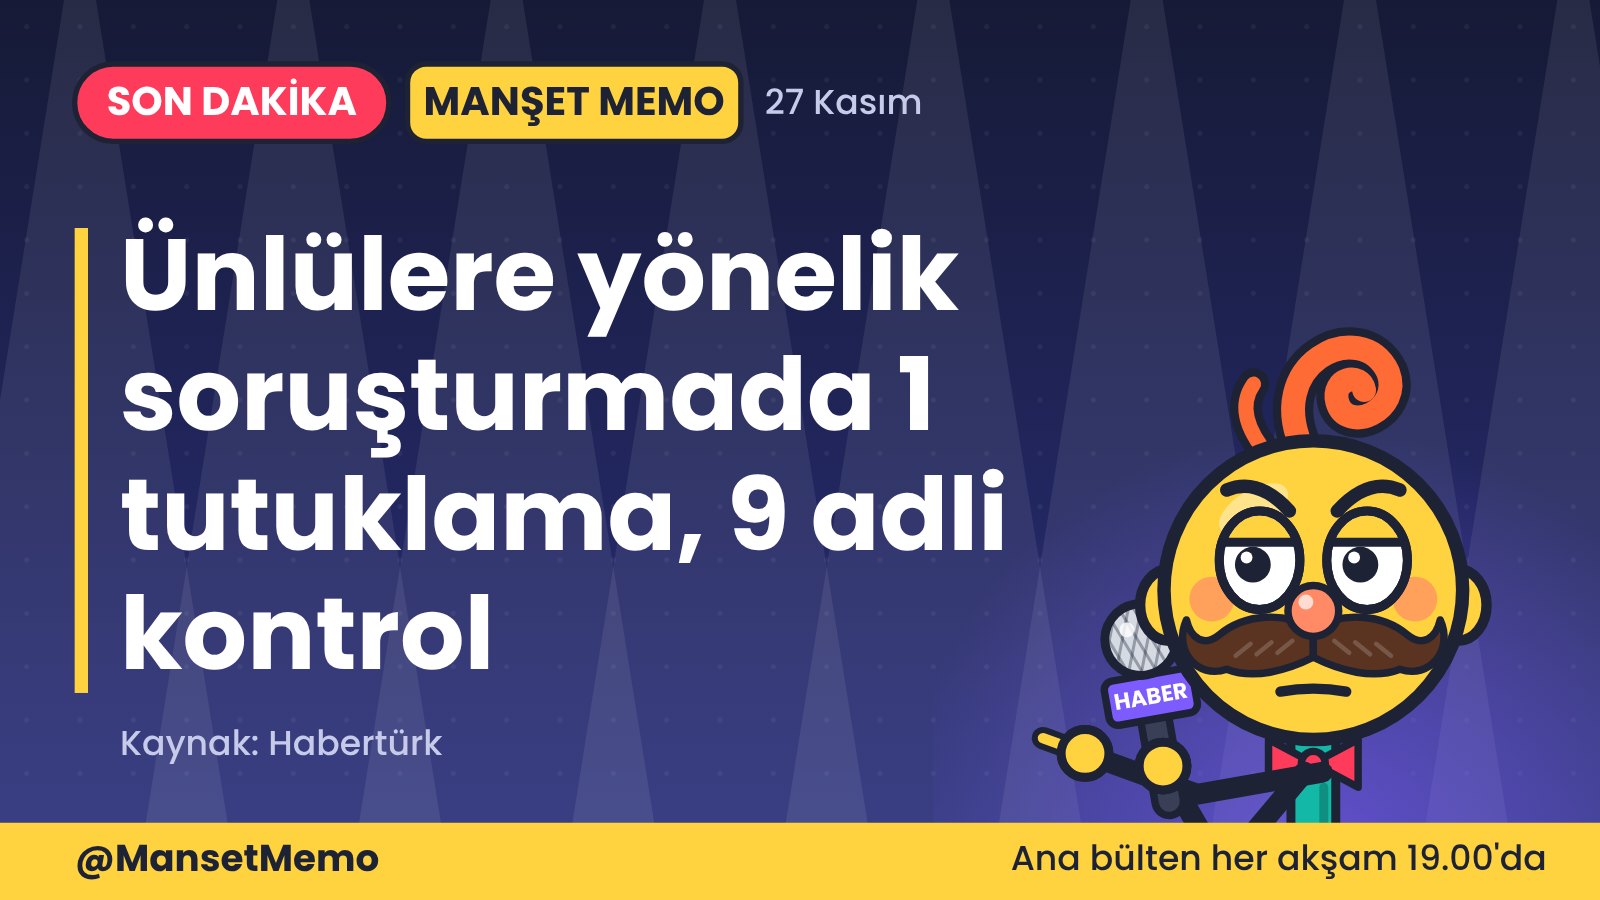 SON DAKİKA MANŞET MEMO 27 Kasım
Ünlülere yönelik
soruşturmada 1
tutuklama, 9 adli
kontrol
Kaynak: Habertürk
HABER
@MansetMemo
Ana bülten her akşam 19.00'da